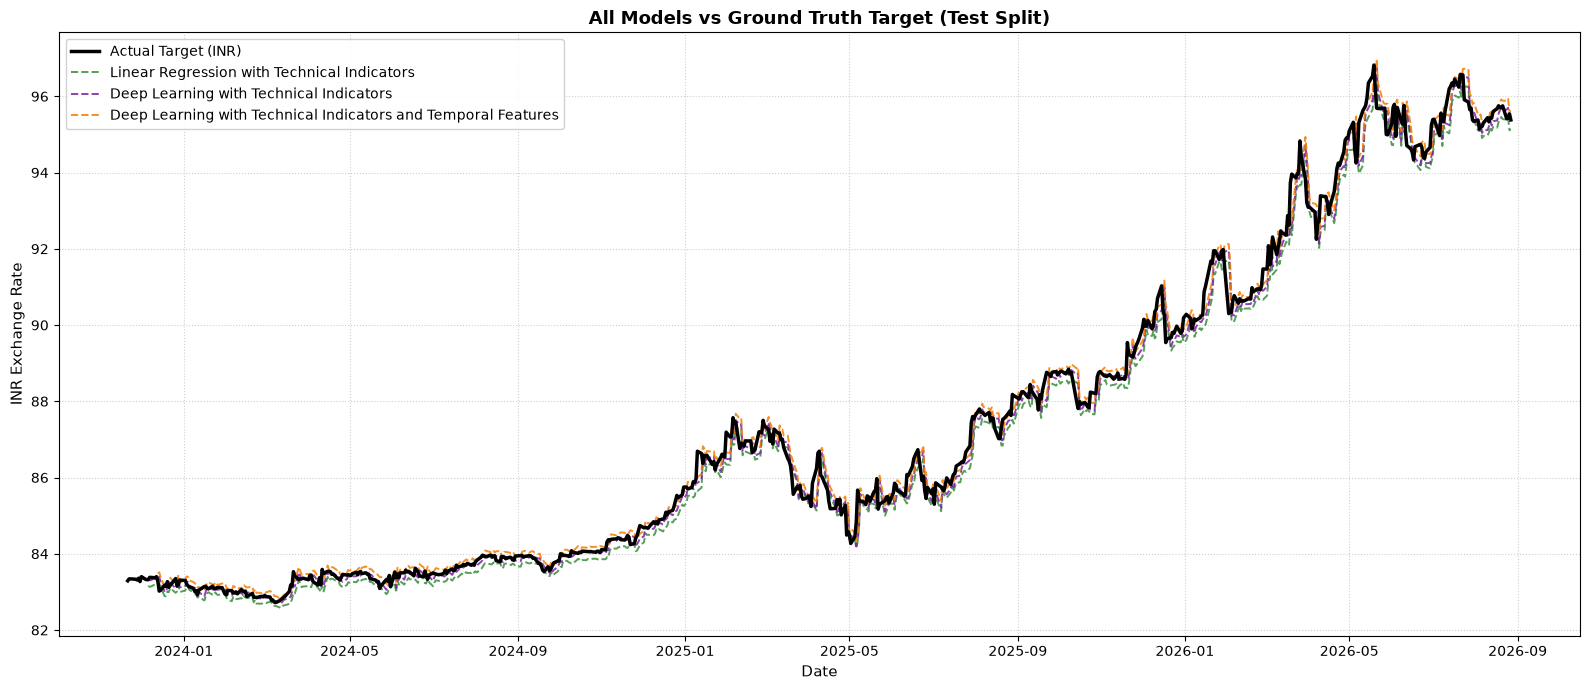 All Models vs Ground Truth Target (Test Split)
Actual Target (INR)
Linear Regression with Technical Indicators
Deep Learning with Technical Indicators
Deep Learning with Technical Indicators and Temporal Features
INR Exchange Rate
96
94
92
90
88
86
84
82
2024-01
2024-05
2024-09
2025-01
2025-05
2025-09
2026-01
2026-05
2026-09
Date